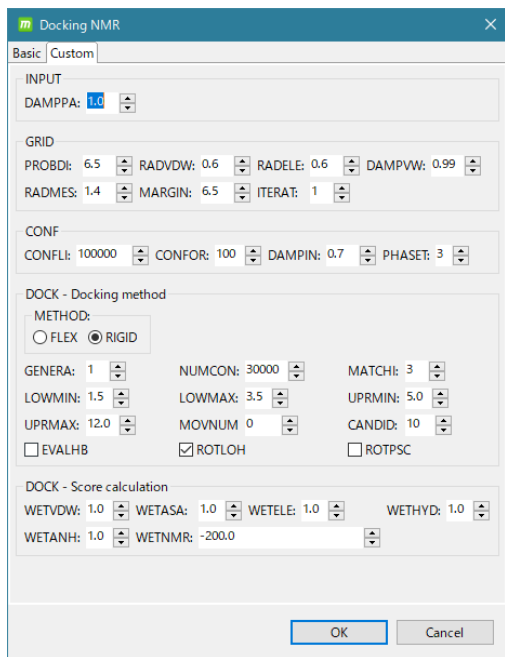 m Docking NMR
Basic Custom
INPUT
DAMPPA: 1.0
GRID
PROBDI: 6.5 RADVDW: 0.6 RADELE: 0.6 DAMPVW: 0.99
RADMES: 1.4 MARGIN: 6.5 ITERAT: 1
CONF
CONFLI: 100000 CONFOR: 100 DAMPIN: 0.7 PHASET: 3
DOCK - Docking method
METHOD:
FLEX RIGID
GENERA: 1 NUMCON: 30000 MATCHI: 3
LOWMIN: 1.5 LOWMAX: 3.5 UPRMIN: 5.0
UPRMAX: 12.0 MOVNUM 0 CANDID: 10
EVALHB ROTLOH ROTPSC
DOCK - Score calculation
WETVDW: 1.0 WETASA: 1.0 WETELE: 1.0 WETHYD: 1.0
WETANH: 1.0 WETNMR: -200.0
OK Cancel